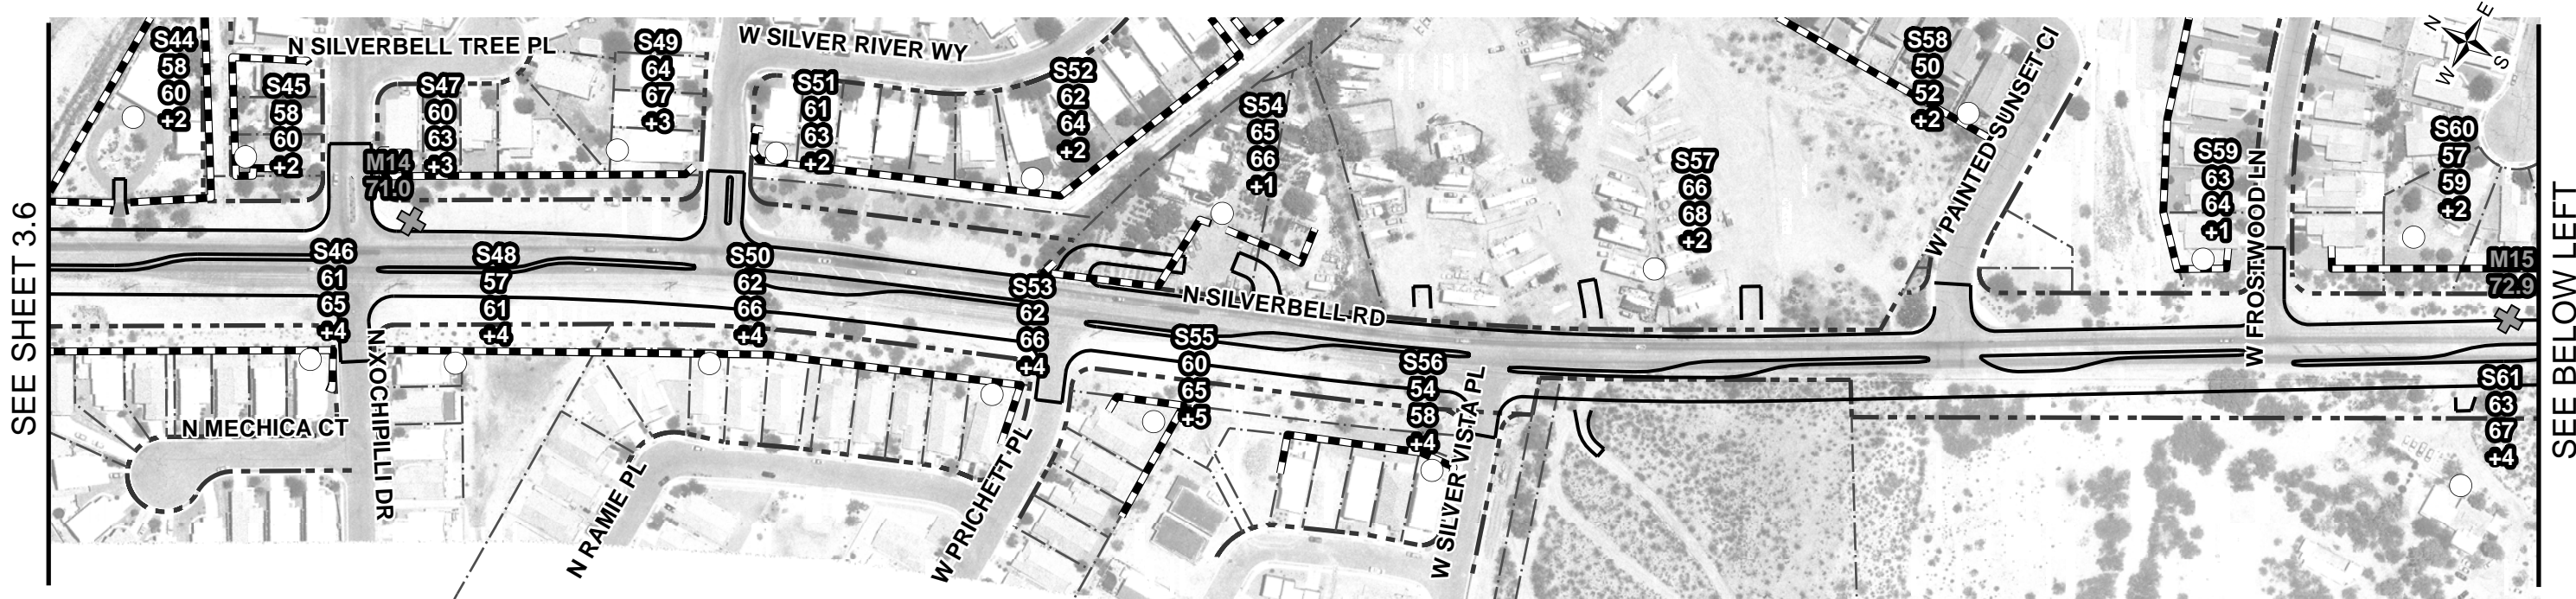 SEE SHEET 3.6
S44
58
60
+2
S45
58
60
+2
N SILVERBELL TREE PL
M14
71.0
S47
60
63
+3
S49
64
67
+3
W SILVER RIVER WY
S51
61
63
+2
S52
62
64
+2
S54
65
66
+1
S57
66
68
+2
S58
50
52
+2
W PAINTED SUNSET CI
S59
63
64
+1
W FROSTWOOD LN
S60
57
59
+2
N
E
S
W
M15
72.9
S46
61
65
+4
S48
57
61
+4
S50
62
66
+4
S53
62
66
+4
N SILVERBELL RD
S55
60
65
+5
S56
54
58
+4
S61
63
67
+4
N MECHICA CT
N XOCHIPILLI DR
N RAMIE PL
W PRICHETT PL
W SILVER VISTA PL
SEE BELOW LEFT